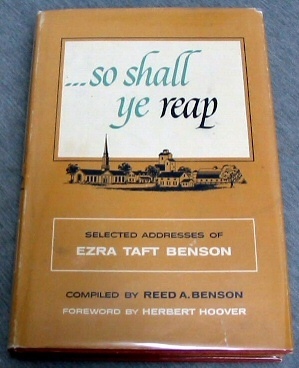 ...so shall
ye reap
SELECTED ADDRESSES OF
EZRA TAFT BENSON
COMPILED BY REED A. BENSON
FOREWORD BY HERBERT HOOVER